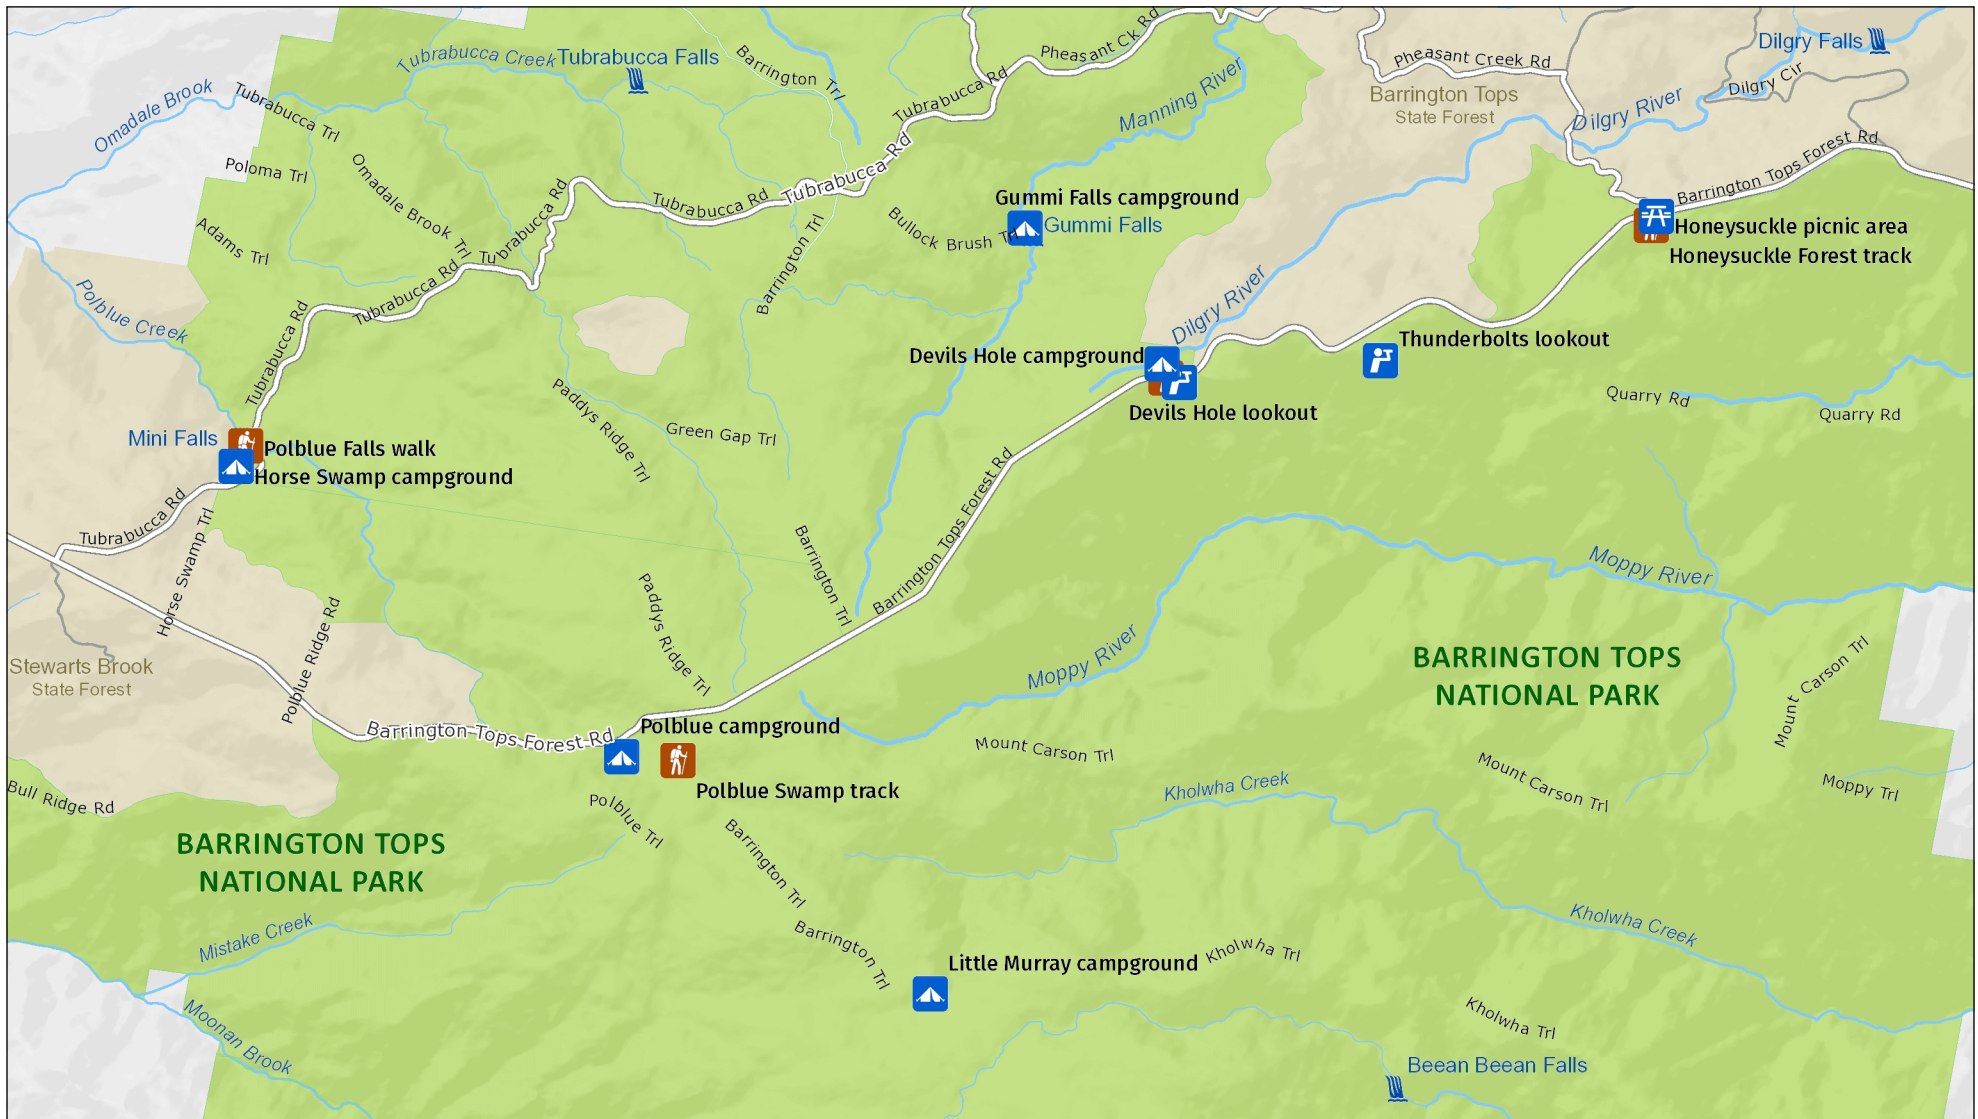 Tubrabucca Creek
Tubrabucca Falls
Barrington Trl
Pheasant Ck Rd
Pheasant Creek Rd
Dilgry Falls
Dilgry Cir
Omadale Brook
Tubrabucca Trl
Tubrabucca Rd
Manning River
Barrington Tops
State Forest
Dilgry River
Barrington Tops Forest Rd
Poloma Trl
Omadale Brook Trl
Tubrabucca Rd
Tubrabucca Rd
Tubrabucca Rd
Gummi Falls campground
Gummi Falls
Bullock Brush Trl
Honeysuckle picnic area
Honeysuckle Forest track
Adams Trl
Barrington Trl
Polblue Creek
Tubrabucca Rd
Tubrabucca Rd
Dilgry River
Thunderbolts lookout
Devils Hole campground
Devils Hole lookout
Quarry Rd
Quarry Rd
Paddys Ridge Trl
Green Gap Trl
Mini Falls
Polblue Falls walk
Horse Swamp campground
Tubrabucca Rd
Horse Swamp Trl
Barrington Trl
Barrington Tops Forest Rd
Moppy River
Paddys Ridge Trl
Polblue Ridge Rd
Moppy River
Stewarts Brook
State Forest
BARRINGTON TOPS
NATIONAL PARK
Mount Carson Trl
Barrington Tops Forest Rd
Polblue campground
Polblue Swamp track
Mount Carson Trl
Mount Carson Trl
Moppy Trl
Kholwha Creek
Bull Ridge Rd
Polblue Trl
Barrington Trl
BARRINGTON TOPS
NATIONAL PARK
Mistake Creek
Barrington Trl
Kholwha Creek
Little Murray campground
Kholwha Trl
Kholwha Trl
Moonan Brook
Beean Beean Falls